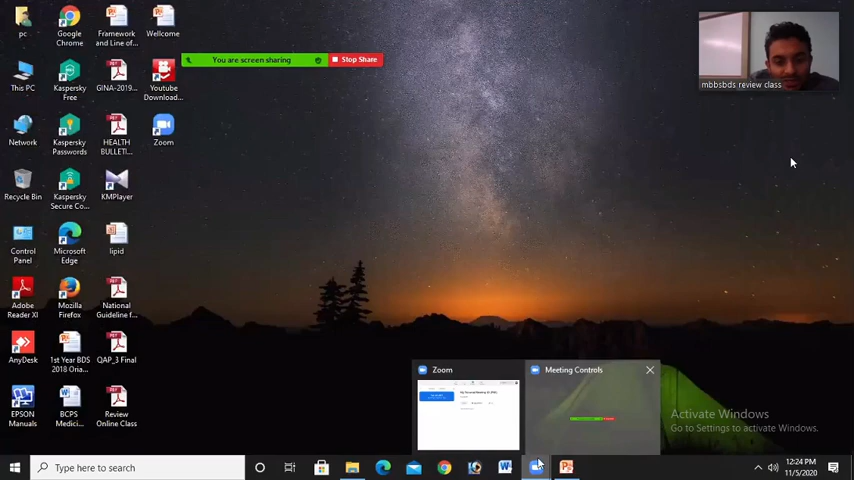 pc
Google
Chrome
Framework
and Line of...
Welcome
This PC
Kaspersky
Free
GINA-2019...
Youtube
Download...
Network
Kaspersky
Passwords
HEALTH
BULLETI...
Zoom
Recycle Bin
Kaspersky
Secure Co...
KMPlayer
Control
Panel
Microsoft
Edge
lipid
Adobe
Reader XI
Mozilla
Firefox
National
Guideline f...
AnyDesk
1st Year BDS
2018 Oria...
QAP_3 Final
EPSON
Manuals
BCPS
Medici...
Review
Online Class
You are screen sharing
Stop Share
mbbsbds review class
Zoom
Meeting Controls
Activate Windows
Go to Settings to activate Windows.
Type here to search
12:24 PM
11/5/2020